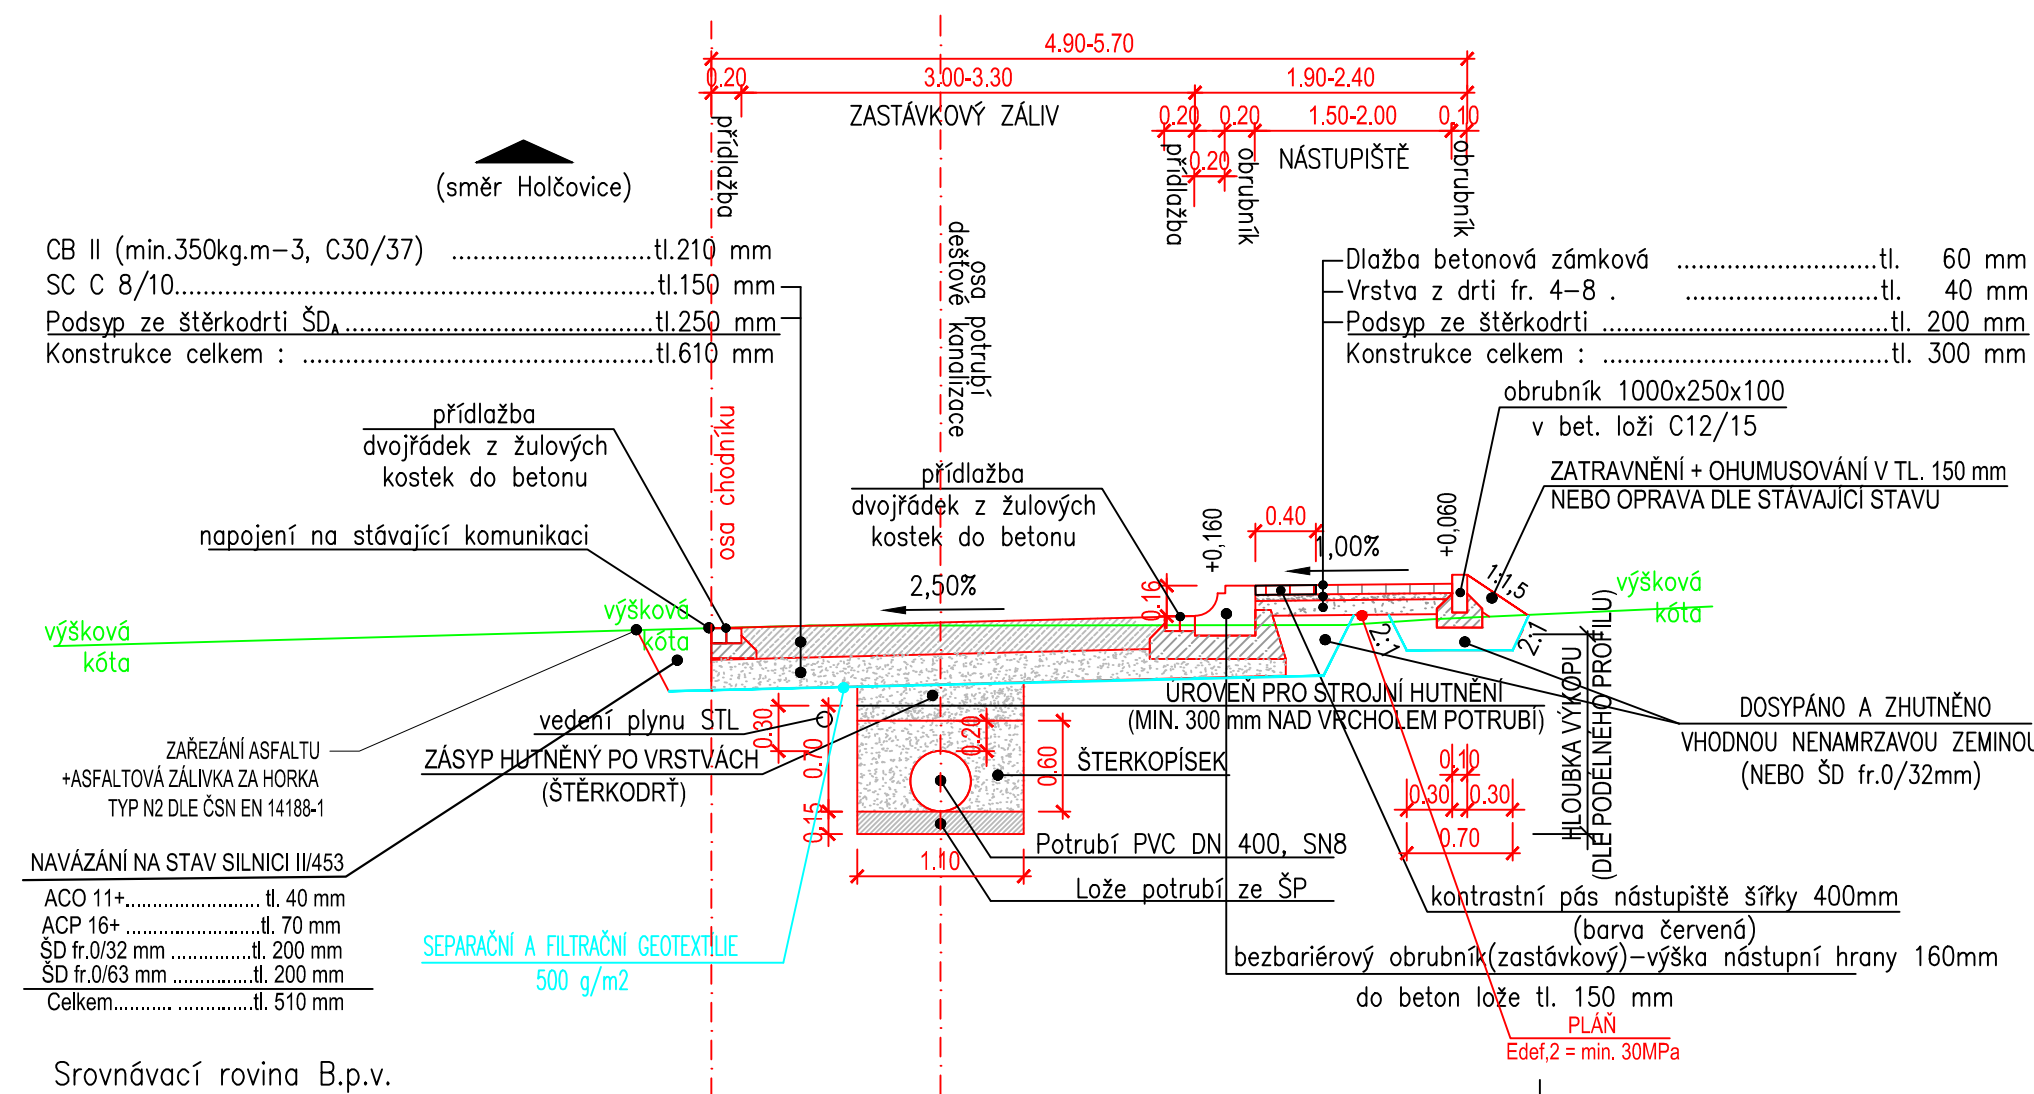 4.90-5.70
0.20
3.00-3.30
1.90-2.40
ZASTÁVKOVÝ ZÁLIV
0.20
0.20
1.50-2.00
0.10
0.20
NÁSTUPIŠTĚ
přídlažba
přídlažba
obrubník
obrubník
(směr Holčovice)
CB II (min.350kg.m-3, C30/37) ........................tl.210 mm
SC C 8/10..........................................................tl.150 mm
Podsyp ze štěrkodrti ŠDA.....................................tl.250 mm
Konstrukce celkem : ..........................................tl.610 mm
osa potrubí
dešťové kanalizace
Dlažba betonová zámková ............................tl. 60 mm
Vrstva z drti fr. 4-8 . ...........................tl. 40 mm
Podsyp ze štěrkodrti .......................................tl. 200 mm
Konstrukce celkem : .......................................tl. 300 mm
obrubník 1000x250x100
v bet. loži C12/15
přídlažba
dvojřádek z žulových
kostek do betonu
osa chodníku
přídlažba
dvojřádek z žulových
kostek do betonu
ZATRAVNĚNÍ + OHUMUSOVÁNÍ V TL. 150 mm
NEBO OPRAVA DLE STÁVAJÍCÍ STAVU
napojení na stávající komunikaci
+0,160
0.40
1,00%
+0,060
2,50%
0.16
1:1,5
výšková
kóta
výšková
kóta
výšková
kóta
2:1
2:1
HLOUBKA VÝKOPU
(DLE PODÉLNÉHO PROFILU)
ÚROVEŇ PRO STROJNÍ HUTNĚNÍ
(MIN. 300 mm NAD VRCHOLEM POTRUBÍ)
vedení plynu STL
0.30
0.70
0.15
0.20
0.60
ZÁSYP HUTNĚNÝ PO VRSTVÁCH
(ŠTĚRKODRŤ)
ŠTERKOPÍSEK
DOSYPÁNO A ZHUTNĚNO
VHODNOU NENAMRZAVOU ZEMINOU
(NEBO ŠD fr.0/32mm)
ZAŘEZÁNÍ ASFALTU
+ASFALTOVÁ ZÁLIVKA ZA HORKA
TYP N2 DLE ČSN EN 14188-1
0.10
0.30
0.30
0.70
1.10
Potrubí PVC DN 400, SN8
Lože potrubí ze ŠP
NAVÁZÁNÍ NA STAV SILNICI II/453
ACO 11+........................ tl. 40 mm
ACP 16+ ........................tl. 70 mm
ŠD fr.0/32 mm ..............tl. 200 mm
ŠD fr.0/63 mm ..............tl. 200 mm
Celkem.......... .............tl. 510 mm
SEPARAČNÍ A FILTRAČNÍ GEOTEXTILIE
500 g/m2
kontrastní pás nástupiště šířky 400mm
(barva červená)
bezbariérový obrubník(zastávkový)-výška nástupní hrany 160mm
do beton lože tl. 150 mm
PLÁŇ
Edef,2 = min. 30MPa
Srovnávací rovina B.p.v.